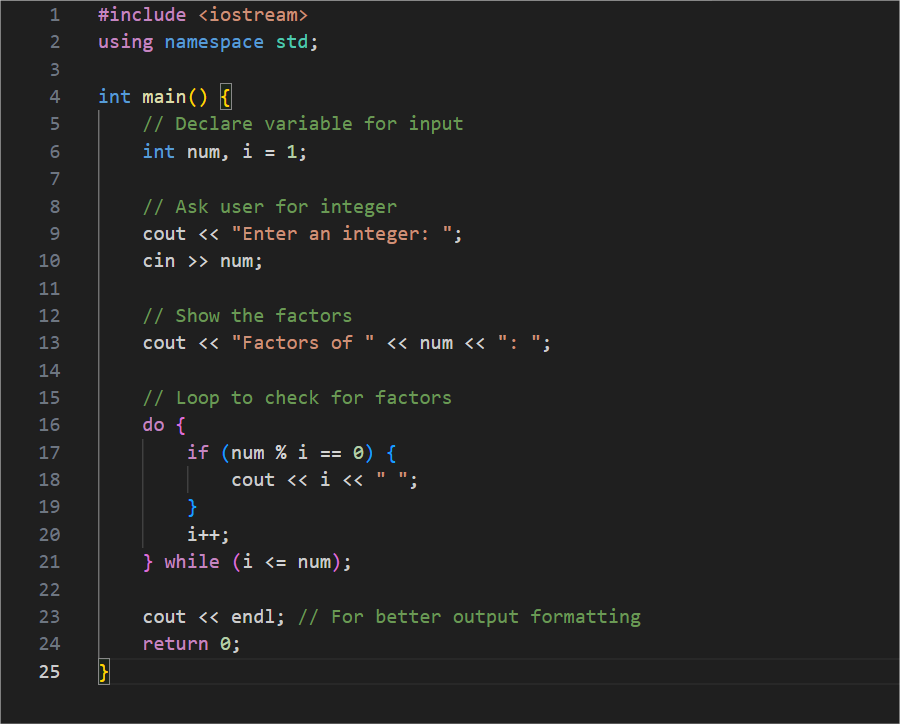 1 #include <iostream>
2 using namespace std;
3
4 int main() {
5     // Declare variable for input
6     int num, i = 1;
7
8     // Ask user for integer
9     cout << "Enter an integer: ";
10     cin >> num;
11
12     // Show the factors
13     cout << "Factors of " << num << ": ";
14
15     // Loop to check for factors
16     do {
17         if (num % i == 0) {
18             cout << i << " ";
19         }
20         i++;
21     } while (i <= num);
22
23     cout << endl; // For better output formatting
24     return 0;
25 }